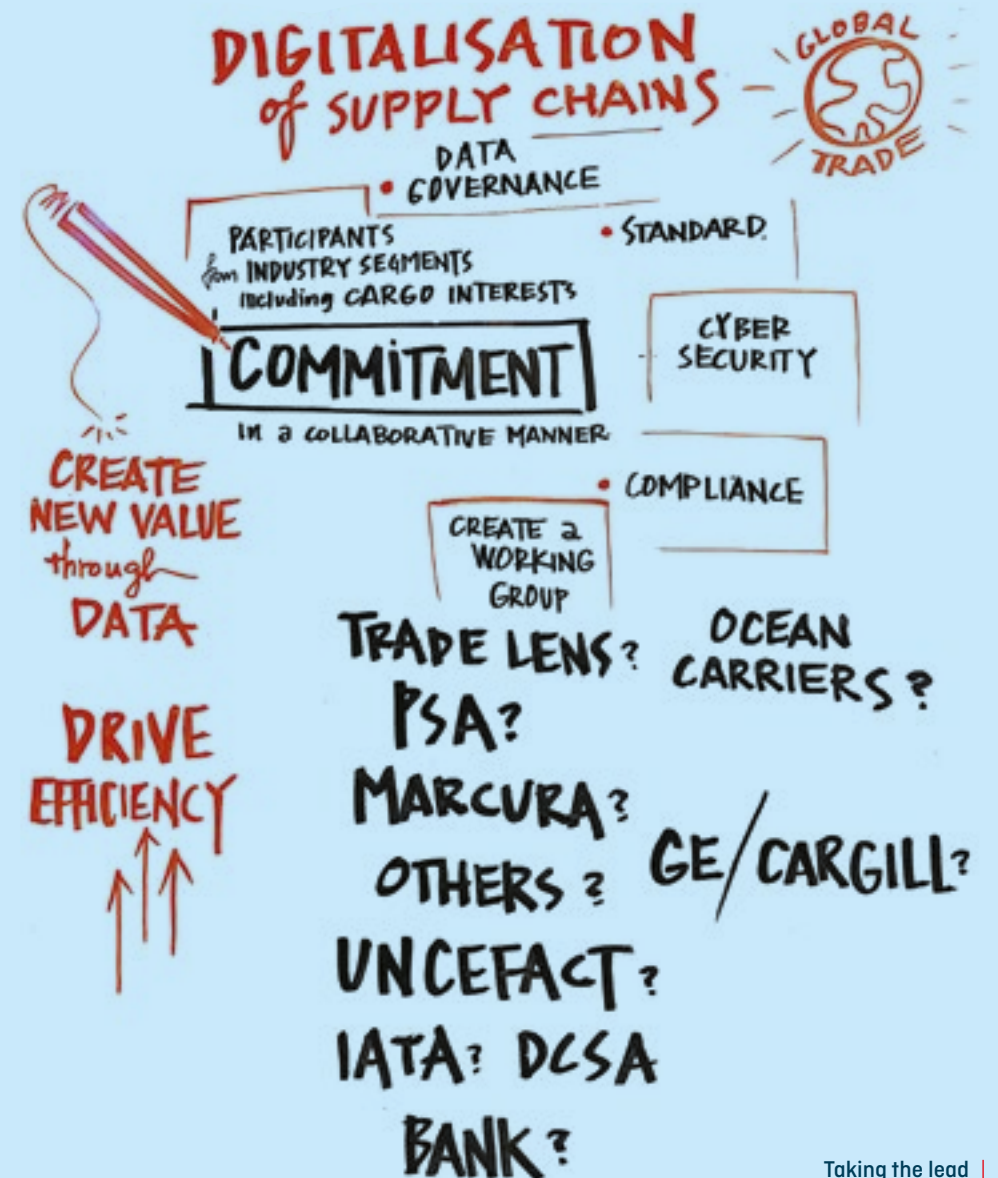 DIGITALISATION
of SUPPLY CHAINS
GLOBAL
TRADE
DATA
• GOVERNANCE
• STANDARD.
PARTICIPANTS
from INDUSTRY SEGMENTS
including CARGO INTERESTS
COMMITMENT
in a COLLABORATIVE MANNER
CYBER
SECURITY
• COMPLIANCE
CREATE a
WORKING
GROUP
CREATE
NEW VALUE
through
DATA
DRIVE
EFFICIENCY
TRADE LENS?
PSA?
MARCURA?
OTHERS?
UNCEFACT?
IATA? DCSA
BANK?
OCEAN
CARRIERS?
GE/CARGILL?
Taking the lead |